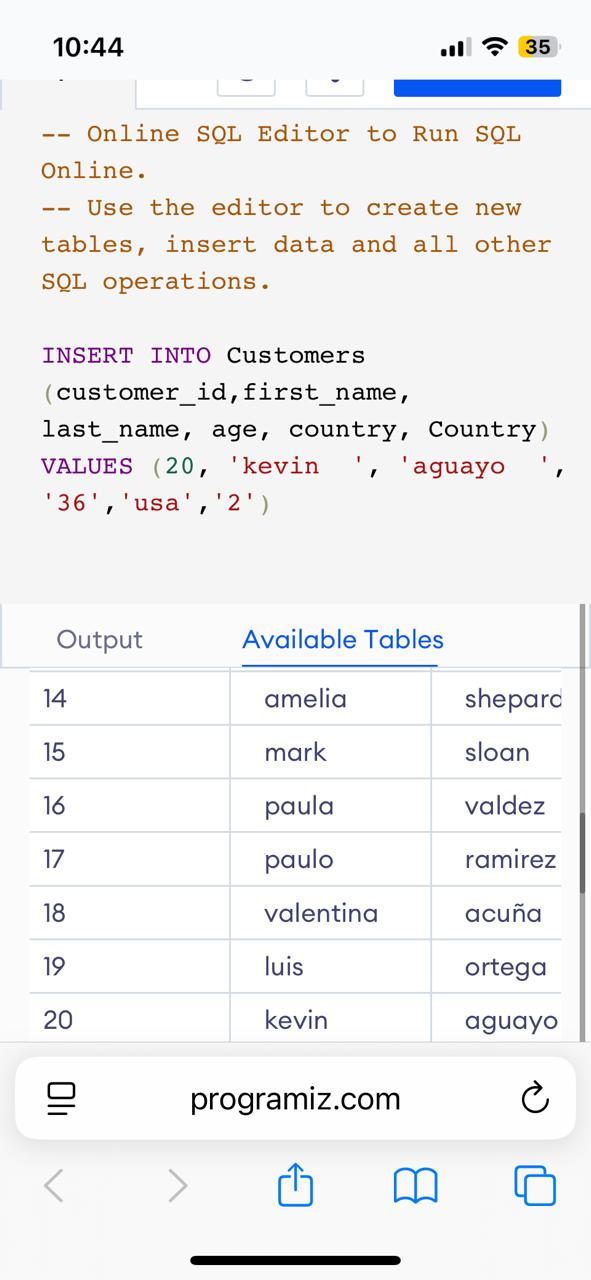 10:44
35
-- Online SQL Editor to Run SQL
Online.
-- Use the editor to create new
tables, insert data and all other
SQL operations.
INSERT INTO Customers
(customer_id,first_name,
last_name, age, country, Country)
VALUES (20, 'kevin  ', 'aguayo  ',
'36','usa','2')
Output Available Tables
14 amelia shepard
15 mark sloan
16 paula valdez
17 paulo ramirez
18 valentina acuña
19 luis ortega
20 kevin aguayo
programiz.com